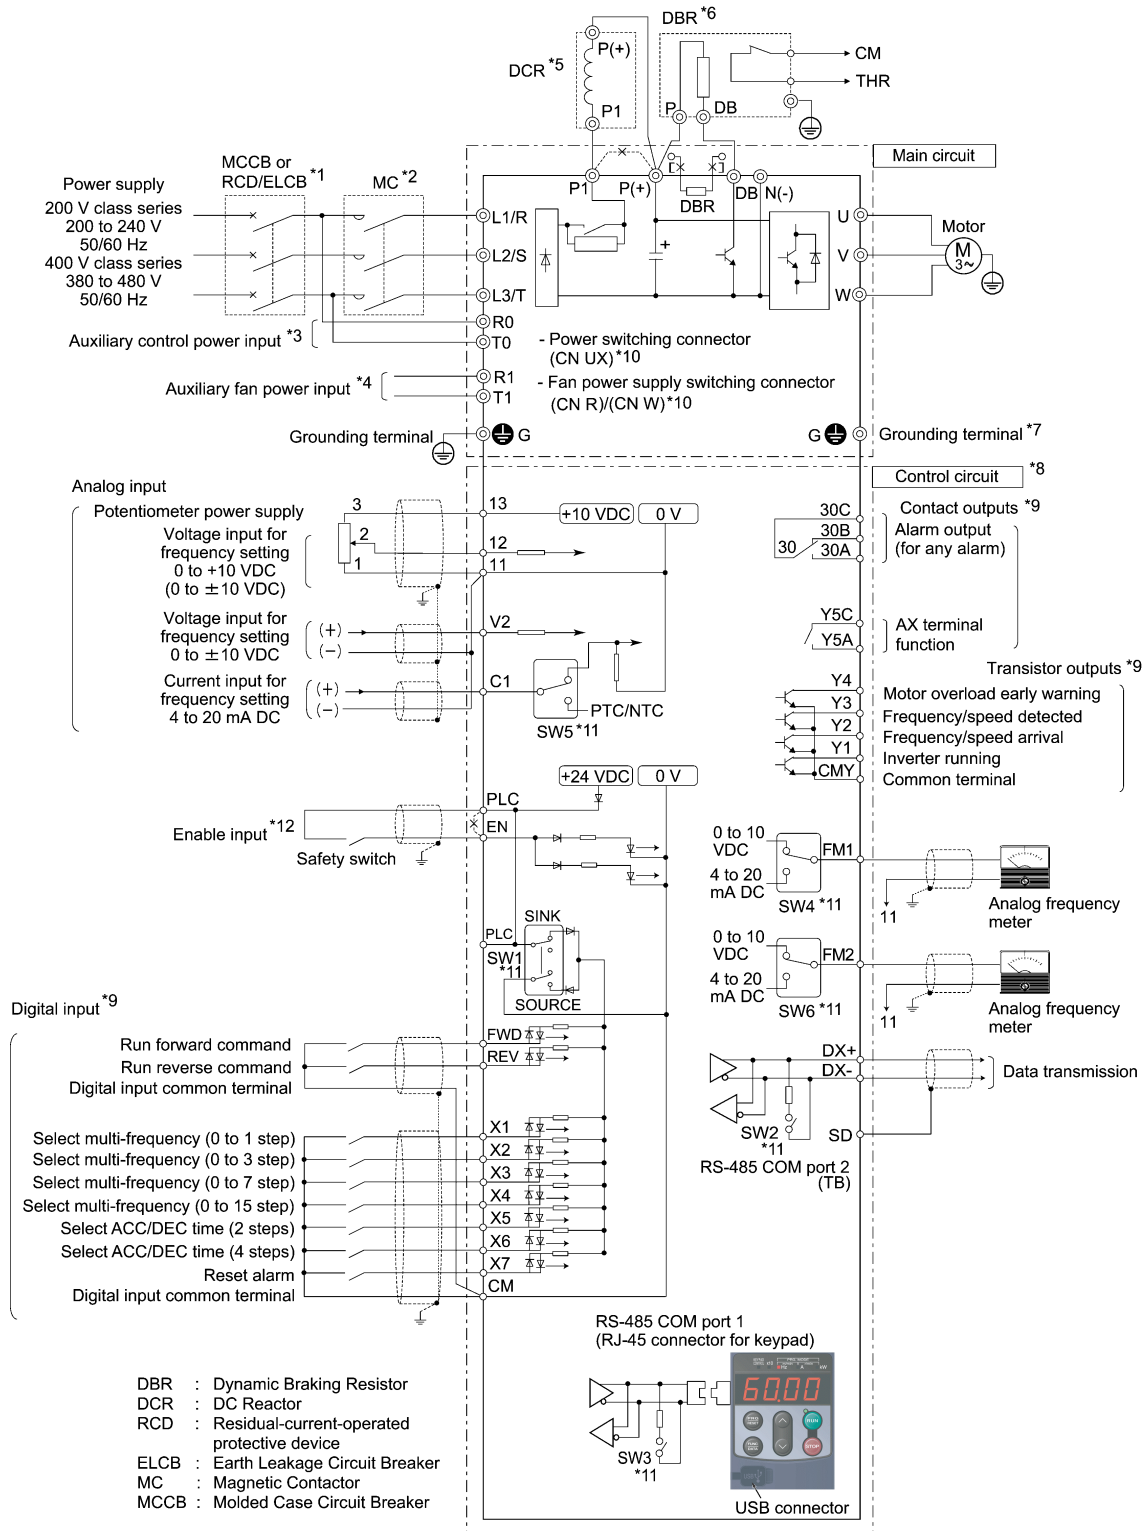 DBR *6
P(+)
DCR *5
CM
THR
P1
P
DB
Main circuit
MCCB or
RCD/ELCB *1
MC *2
P1
P(+)
DBR
DB
N(-)
Power supply
200 V class series
200 to 240 V
50/60 Hz
400 V class series
380 to 480 V
50/60 Hz
L1/R
L2/S
L3/T
+
U
V
W
Motor
M
3~
Auxiliary control power input *3
R0
T0
- Power switching connector
(CN UX) *10
Auxiliary fan power input *4
R1
T1
- Fan power supply switching connector
(CN R)/(CN W) *10
Grounding terminal
G
G
Grounding terminal *7
Control circuit *8
Analog input
Potentiometer power supply
Voltage input for
frequency setting
0 to +10 VDC
(0 to ±10 VDC)
3
2
1
13
12
11
+10 VDC
0 V
Voltage input for
frequency setting
0 to ±10 VDC
(+)
(−)
V2
Current input for
frequency setting
4 to 20 mA DC
(+)
(−)
C1
PTC/NTC
SW5 *11
30C
30B
30
30A
Contact outputs *9
Alarm output
(for any alarm)
Y5C
Y5A
AX terminal
function
Transistor outputs *9
Y4
Motor overload early warning
Y3
Frequency/speed detected
Y2
Frequency/speed arrival
Y1
Inverter running
CMY
Common terminal
+24 VDC
0 V
PLC
EN
Enable input *12
Safety switch
0 to 10
VDC
4 to 20
mA DC
FM1
SW4 *11
11
Analog frequency
meter
SINK
PLC
SW1
*11
SOURCE
0 to 10
VDC
4 to 20
mA DC
FM2
SW6 *11
11
Analog frequency
meter
Digital input *9
Run forward command
FWD
Run reverse command
REV
Digital input common terminal
DX+
DX-
Data transmission
SW2
*11
SD
RS-485 COM port 2
(TB)
Select multi-frequency (0 to 1 step)
X1
Select multi-frequency (0 to 3 step)
X2
Select multi-frequency (0 to 7 step)
X3
Select multi-frequency (0 to 15 step)
X4
Select ACC/DEC time (2 steps)
X5
Select ACC/DEC time (4 steps)
X6
Reset alarm
X7
Digital input common terminal
CM
RS-485 COM port 1
(RJ-45 connector for keypad)
60.00
RUN
STOP
SW3
*11
USB connector
DBR : Dynamic Braking Resistor
DCR : DC Reactor
RCD : Residual-current-operated
protective device
ELCB : Earth Leakage Circuit Breaker
MC : Magnetic Contactor
MCCB : Molded Case Circuit Breaker